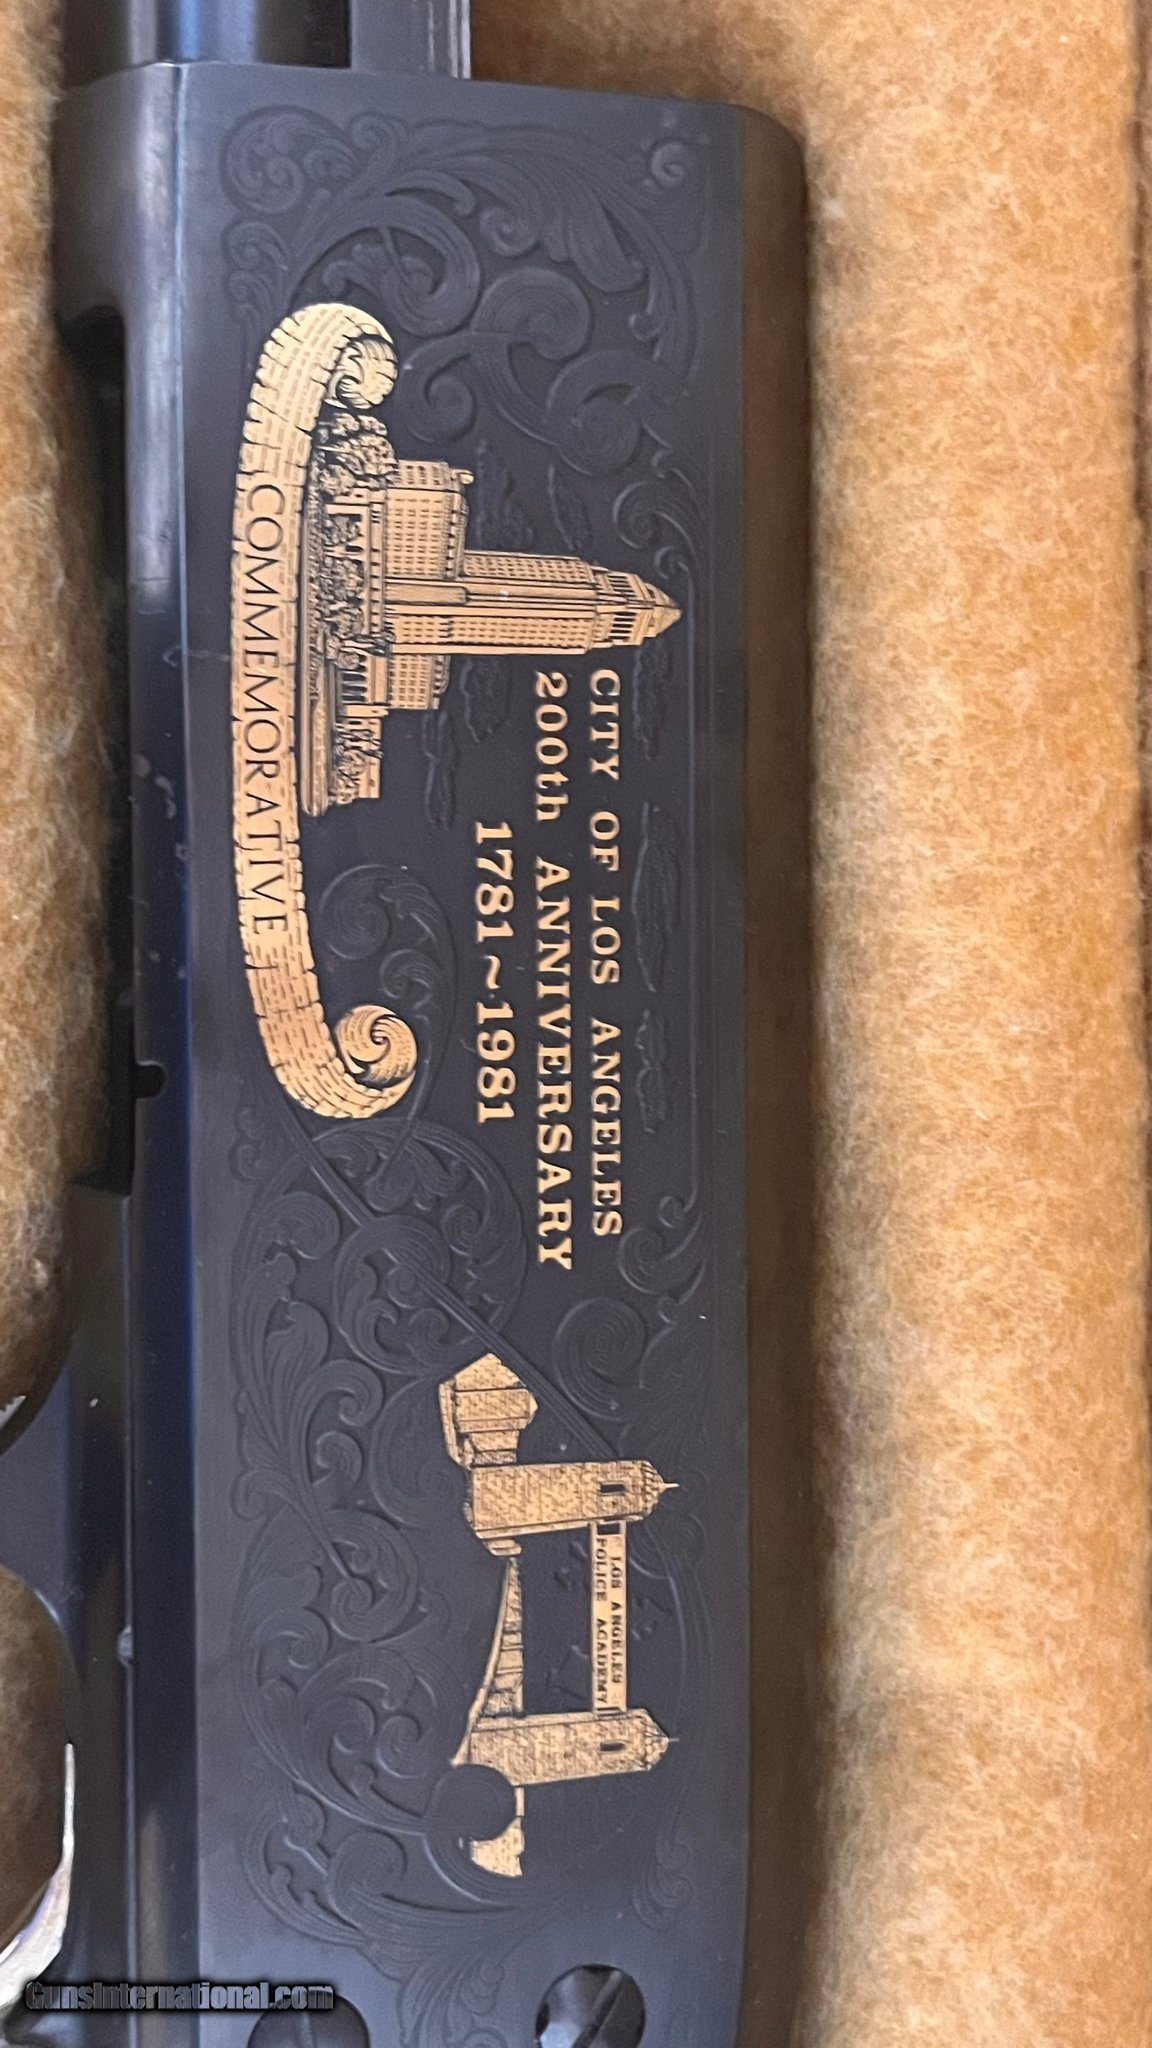 CITY OF LOS ANGELES
200th ANNIVERSARY
1781~1981
COMMEMORATIVE
LOS ANGELES
POLICE ACADEMY
GunsInternational.com